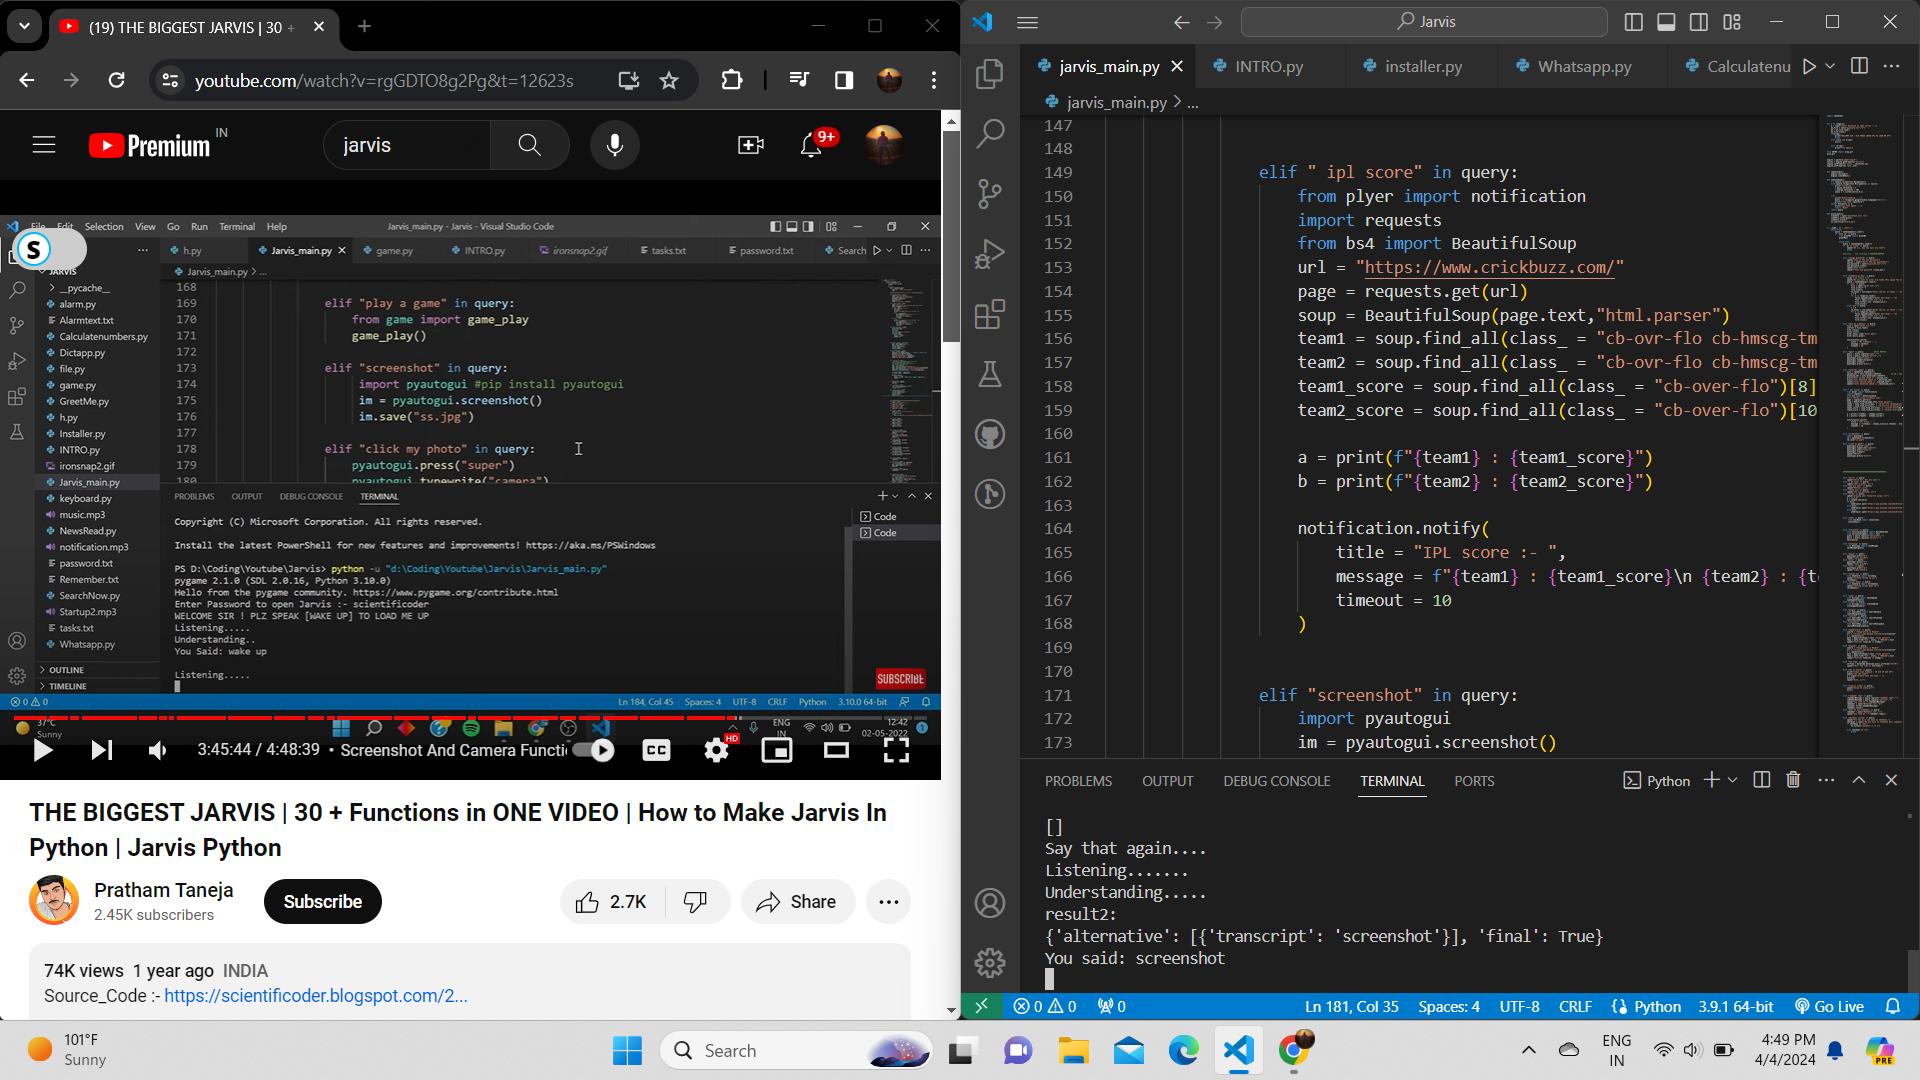 (19) THE BIGGEST JARVIS | 30 +
youtube.com/watch?v=rgGDTO8g2Pg&t=12623s
Premium IN
jarvis
9+
File Edit Selection View Go Run Terminal Help
Jarvis_main.py - Jarvis - Visual Studio Code
S
h.py
Jarvis_main.py
game.py
INTRO.py
ironsnap2.gif
tasks.txt
password.txt
Search
JARVIS
Jarvis_main.py > ...
__pycache__
alarm.py
Alarmtext.txt
Calculatenumbers.py
Dictapp.py
file.py
game.py
GreetMe.py
h.py
Installer.py
INTRO.py
ironsnap2.gif
Jarvis_main.py
keyboard.py
music.mp3
NewsRead.py
notification.mp3
password.txt
Remember.txt
SearchNow.py
Startup2.mp3
tasks.txt
Whatsapp.py
OUTLINE
TIMELINE
168
169 elif "play a game" in query:
170 from game import game_play
171 game_play()
172
173 elif "screenshot" in query:
174 import pyautogui #pip install pyautogui
175 im = pyautogui.screenshot()
176 im.save("ss.jpg")
177
178 elif "click my photo" in query:
179 pyautogui.press("super")
180 pyautogui.typewrite("camera")
PROBLEMS OUTPUT DEBUG CONSOLE TERMINAL
Copyright (C) Microsoft Corporation. All rights reserved.
Install the latest PowerShell for new features and improvements! https://aka.ms/PSWindows
PS D:\Coding\Youtube\Jarvis> python -u "d:\Coding\Youtube\Jarvis\Jarvis_main.py"
pygame 2.1.0 (SDL 2.0.16, Python 3.10.0)
Hello from the pygame community. https://www.pygame.org/contribute.html
Enter Password to open Jarvis :- scientificoder
WELCOME SIR ! PLZ SPEAK [WAKE UP] TO LOAD ME UP
Listening.....
Understanding..
You Said: wake up
Listening.....
Code
Code
SUBSCRIBE
0 0 Ln 184, Col 45 Spaces: 4 UTF-8 CRLF Python 3.10.0 64-bit
37°C
Sunny
ENG
IN
12:42
02-05-2022
3:45:44 / 4:48:39 • Screenshot And Camera Functi
CC
HD
THE BIGGEST JARVIS | 30 + Functions in ONE VIDEO | How to Make Jarvis In
Python | Jarvis Python
Pratham Taneja
2.45K subscribers
Subscribe
2.7K
Share
74K views 1 year ago INDIA
Source_Code :- https://scientificoder.blogspot.com/2...
Jarvis
jarvis_main.py
INTRO.py
installer.py
Whatsapp.py
Calculatenu
jarvis_main.py > ...
147
148
149 elif " ipl score" in query:
150 from plyer import notification
151 import requests
152 from bs4 import BeautifulSoup
153 url = "https://www.crickbuzz.com/"
154 page = requests.get(url)
155 soup = BeautifulSoup(page.text,"html.parser")
156 team1 = soup.find_all(class_ = "cb-ovr-flo cb-hmscg-tm
157 team2 = soup.find_all(class_ = "cb-ovr-flo cb-hmscg-tm
158 team1_score = soup.find_all(class_ = "cb-over-flo")[8]
159 team2_score = soup.find_all(class_ = "cb-over-flo")[10
160
161 a = print(f"{team1} : {team1_score}")
162 b = print(f"{team2} : {team2_score}")
163
164 notification.notify(
165 title = "IPL score :- ",
166 message = f"{team1} : {team1_score}\n {team2} : {t
167 timeout = 10
168 )
169
170
171 elif "screenshot" in query:
172 import pyautogui
173 im = pyautogui.screenshot()
PROBLEMS OUTPUT DEBUG CONSOLE TERMINAL PORTS
Python
[]
Say that again....
Listening.......
Understanding.....
result2:
{'alternative': [{'transcript': 'screenshot'}], 'final': True}
You said: screenshot
0 0 0 Ln 181, Col 35 Spaces: 4 UTF-8 CRLF Python 3.9.1 64-bit Go Live
101°F
Sunny
Search
ENG
IN
4:49 PM
4/4/2024
PRE